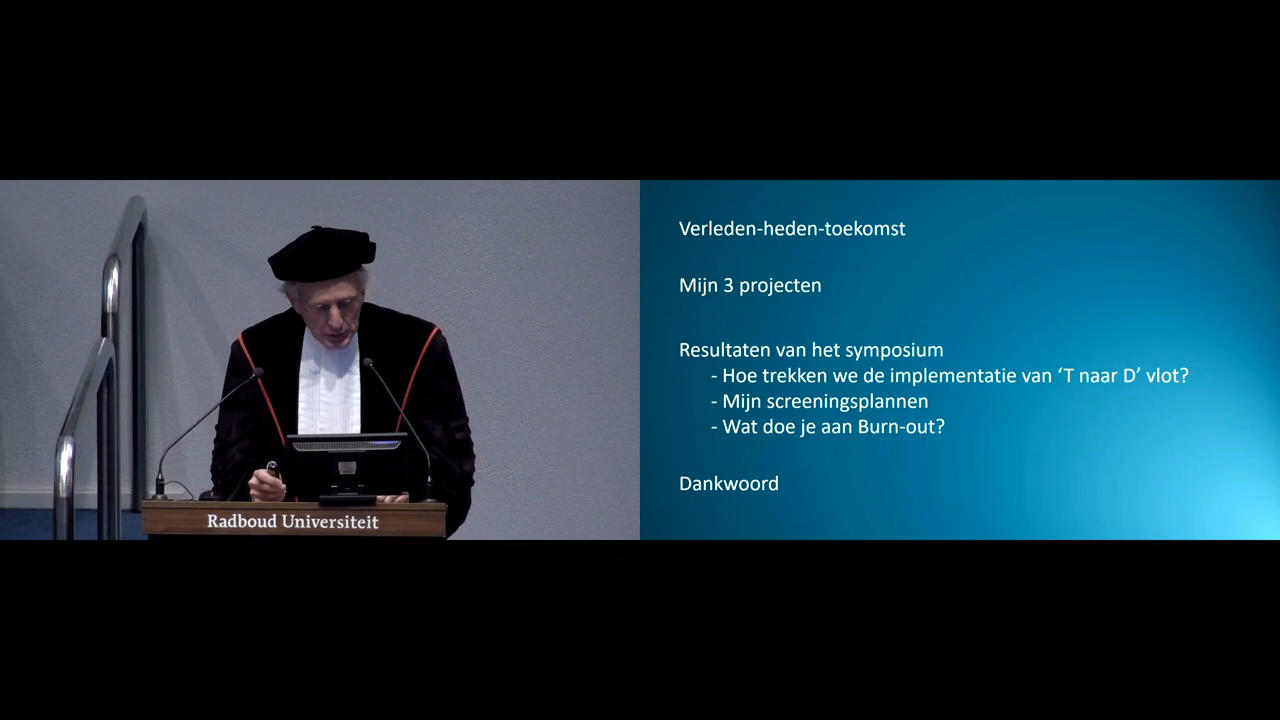 Radboud Universiteit
Verleden-heden-toekomst
Mijn 3 projecten
Resultaten van het symposium
- Hoe trekken we de implementatie van ‘T naar D’ vlot?
- Mijn screeningsplannen
- Wat doe je aan Burn-out?
Dankwoord